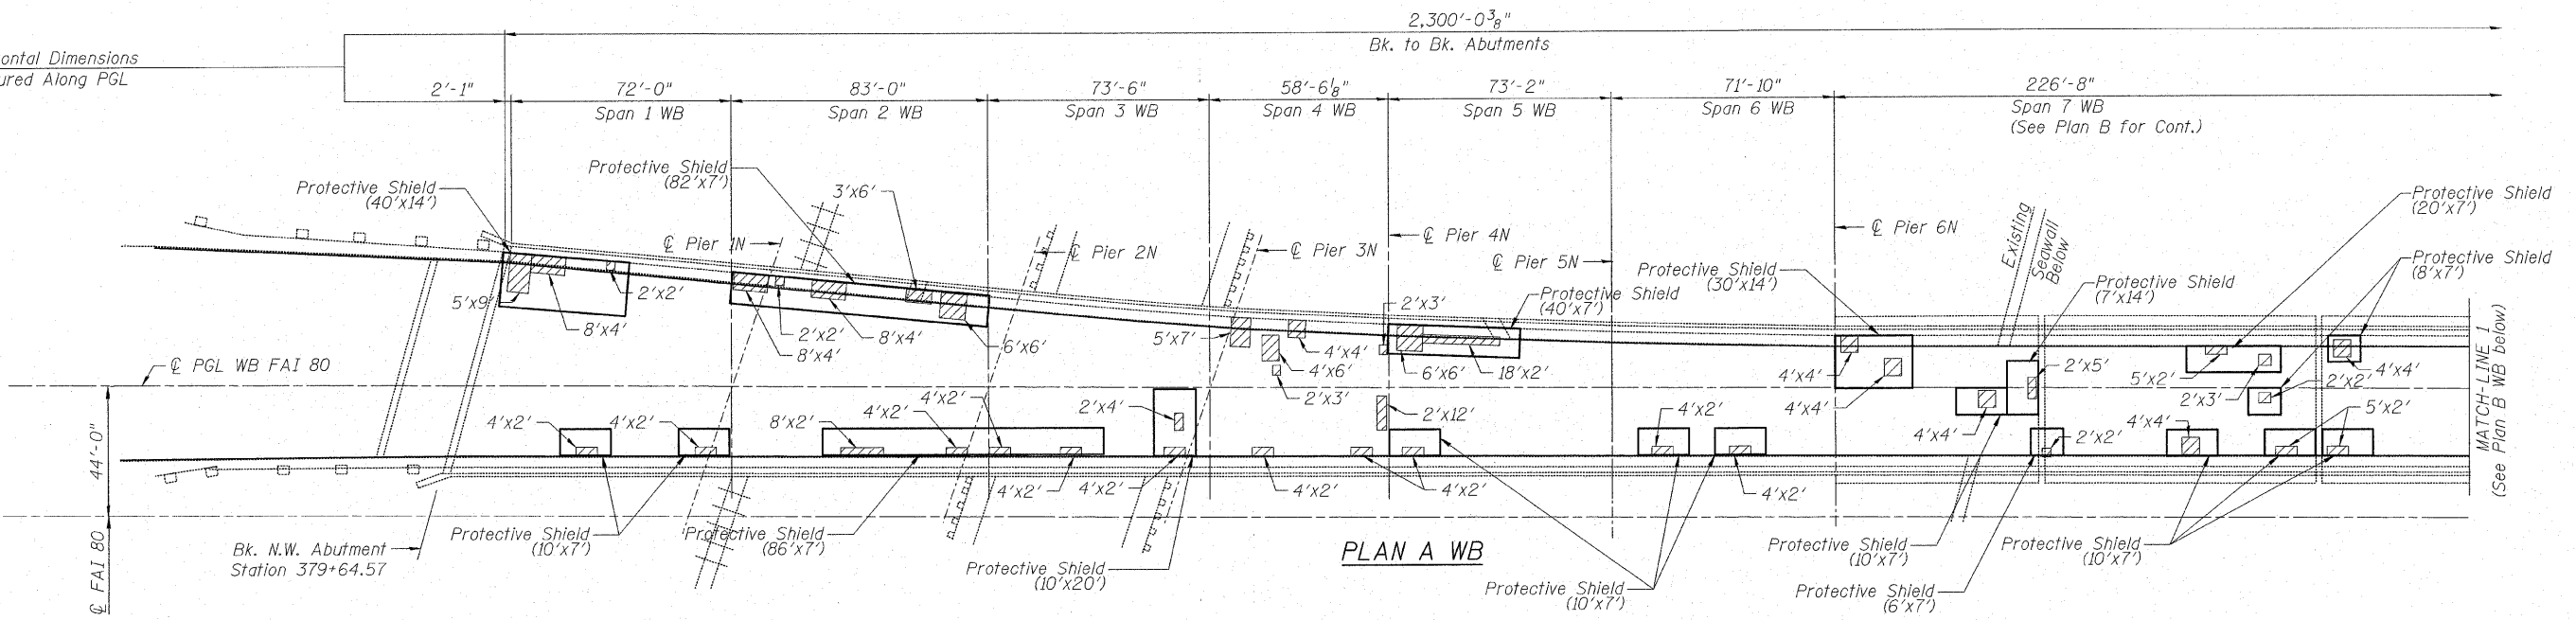 2,300'-0 3/8"
Bk. to Bk. Abutments
ontal Dimensions
ured Along PGL
2'-1"
72'-0"
Span 1 WB
83'-0"
Span 2 WB
73'-6"
Span 3 WB
58'-6 1/8"
Span 4 WB
73'-2"
Span 5 WB
71'-10"
Span 6 WB
226'-8"
Span 7 WB
(See Plan B for Cont.)
Protective Shield
(40'x14')
Protective Shield
(82'x7')
3'x6'
℄ Pier 1N
℄ Pier 2N
℄ Pier 3N
℄ Pier 4N
℄ Pier 5N
℄ Pier 6N
Existing
Seawall
Below
Protective Shield
(20'x7')
Protective Shield
(8'x7')
Protective Shield
(7'x14')
Protective Shield
(30'x14')
Protective Shield
(40'x7')
5'x9'
8'x4'
2'x2'
8'x4'
2'x2'
8'x4'
6'x6'
5'x7'
4'x4'
4'x6'
2'x3'
2'x3'
6'x6'
18'x2'
4'x4'
4'x4'
4'x4'
2'x5'
5'x2'
2'x3'
2'x2'
4'x4'
5'x2'
℄ PGL WB FAI 80
44'-0"
℄ FAI 80
4'x2'
4'x2'
8'x2'
4'x2'
4'x2'
4'x2'
2'x4'
4'x2'
4'x2'
4'x2'
2'x12'
4'x2'
4'x2'
4'x2'
2'x2'
4'x4'
MATCH-LINE 1
(See Plan B WB below)
Bk. N.W. Abutment
Station 379+64.57
Protective Shield
(10'x7')
Protective Shield
(86'x7')
Protective Shield
(10'x20')
Protective Shield
(10'x7')
Protective Shield
(10'x7')
Protective Shield
(6'x7')
Protective Shield
(10'x7')
PLAN A WB